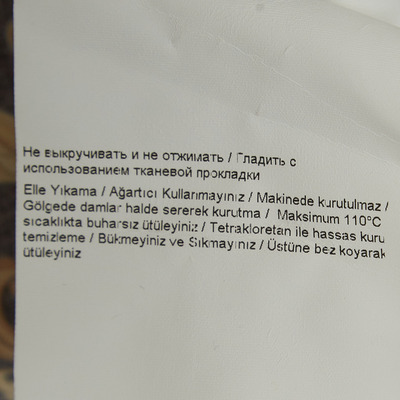 Не выкручивать и не отжимать / Гладить с
использованием тканевой прокладки
Elle Yıkama / Ağartıcı Kullanmayınız / Makinede kurutulmaz /
Gölgede damlar halde sererek kurutma / Maksimum 110°C
sıcaklıkta buharsız ütüleyiniz / Tetrakloretan ile hassas kuru
temizleme / Bükmeyiniz ve Sıkmayınız / Üstüne bez koyarak
ütüleyiniz